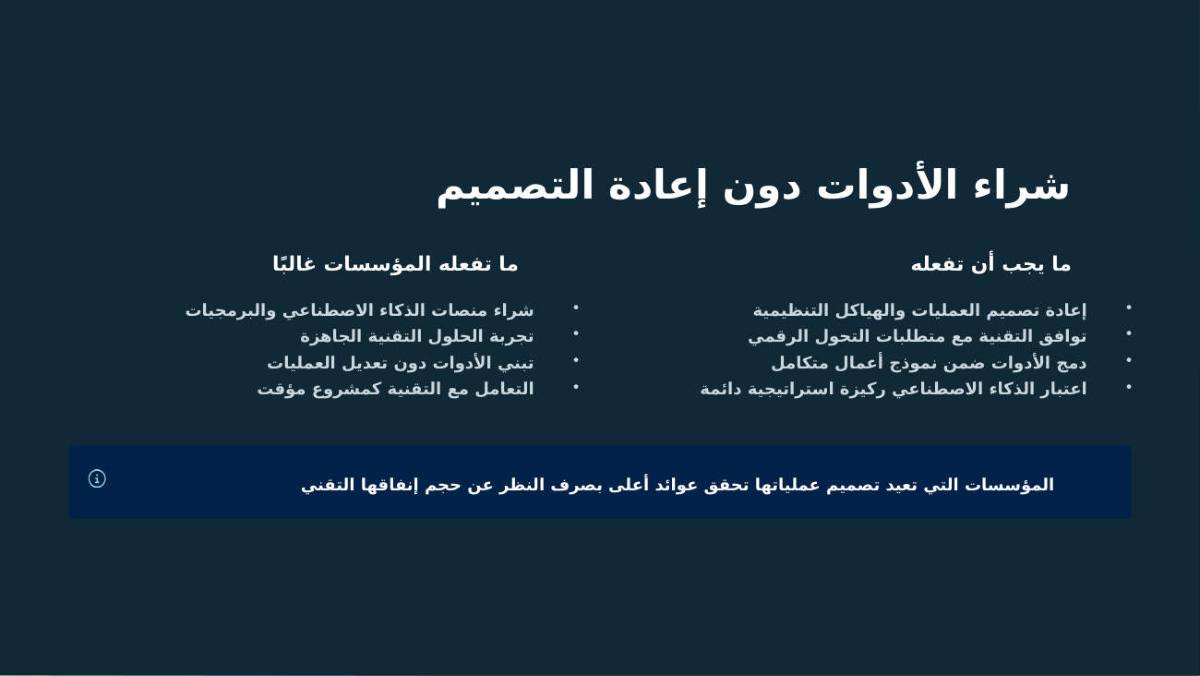 شراء الأدوات دون إعادة التصميم
ما يجب أن تفعله
• إعادة تصميم العمليات والهياكل التنظيمية
• توافق التقنية مع متطلبات التحول الرقمي
• دمج الأدوات ضمن نموذج أعمال متكامل
• اعتبار الذكاء الاصطناعي ركيزة استراتيجية دائمة
ما تفعله المؤسسات غالبًا
• شراء منصات الذكاء الاصطناعي والبرمجيات
• تجربة الحلول التقنية الجاهزة
• تبني الأدوات دون تعديل العمليات
• التعامل مع التقنية كمشروع مؤقت
المؤسسات التي تعيد تصميم عملياتها تحقق عوائد أعلى بصرف النظر عن حجم إنفاقها التقني